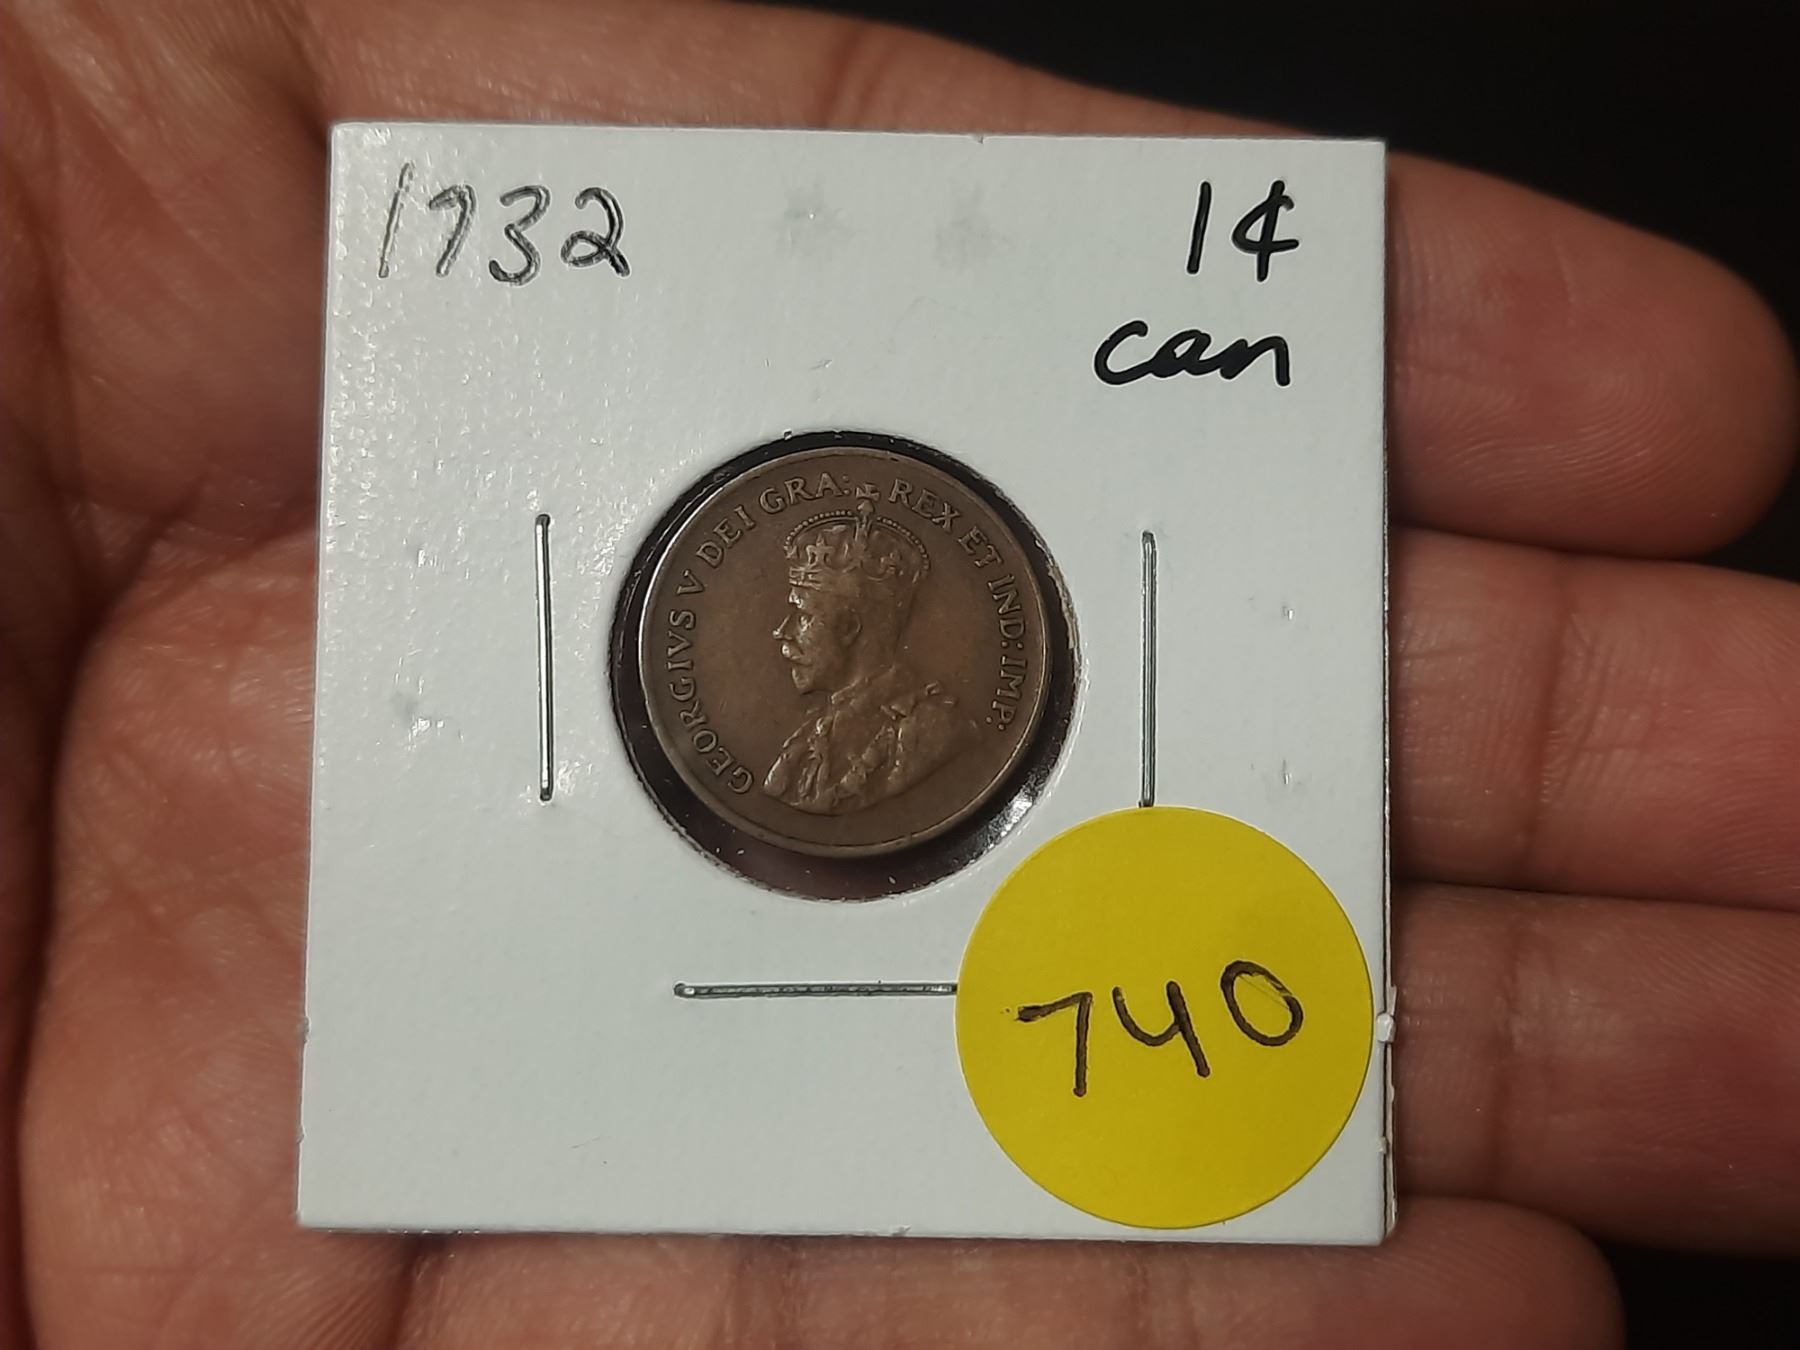 1932
1¢
can
GEORGIVS V DEI GRA: REX ET IND: IMP:
740